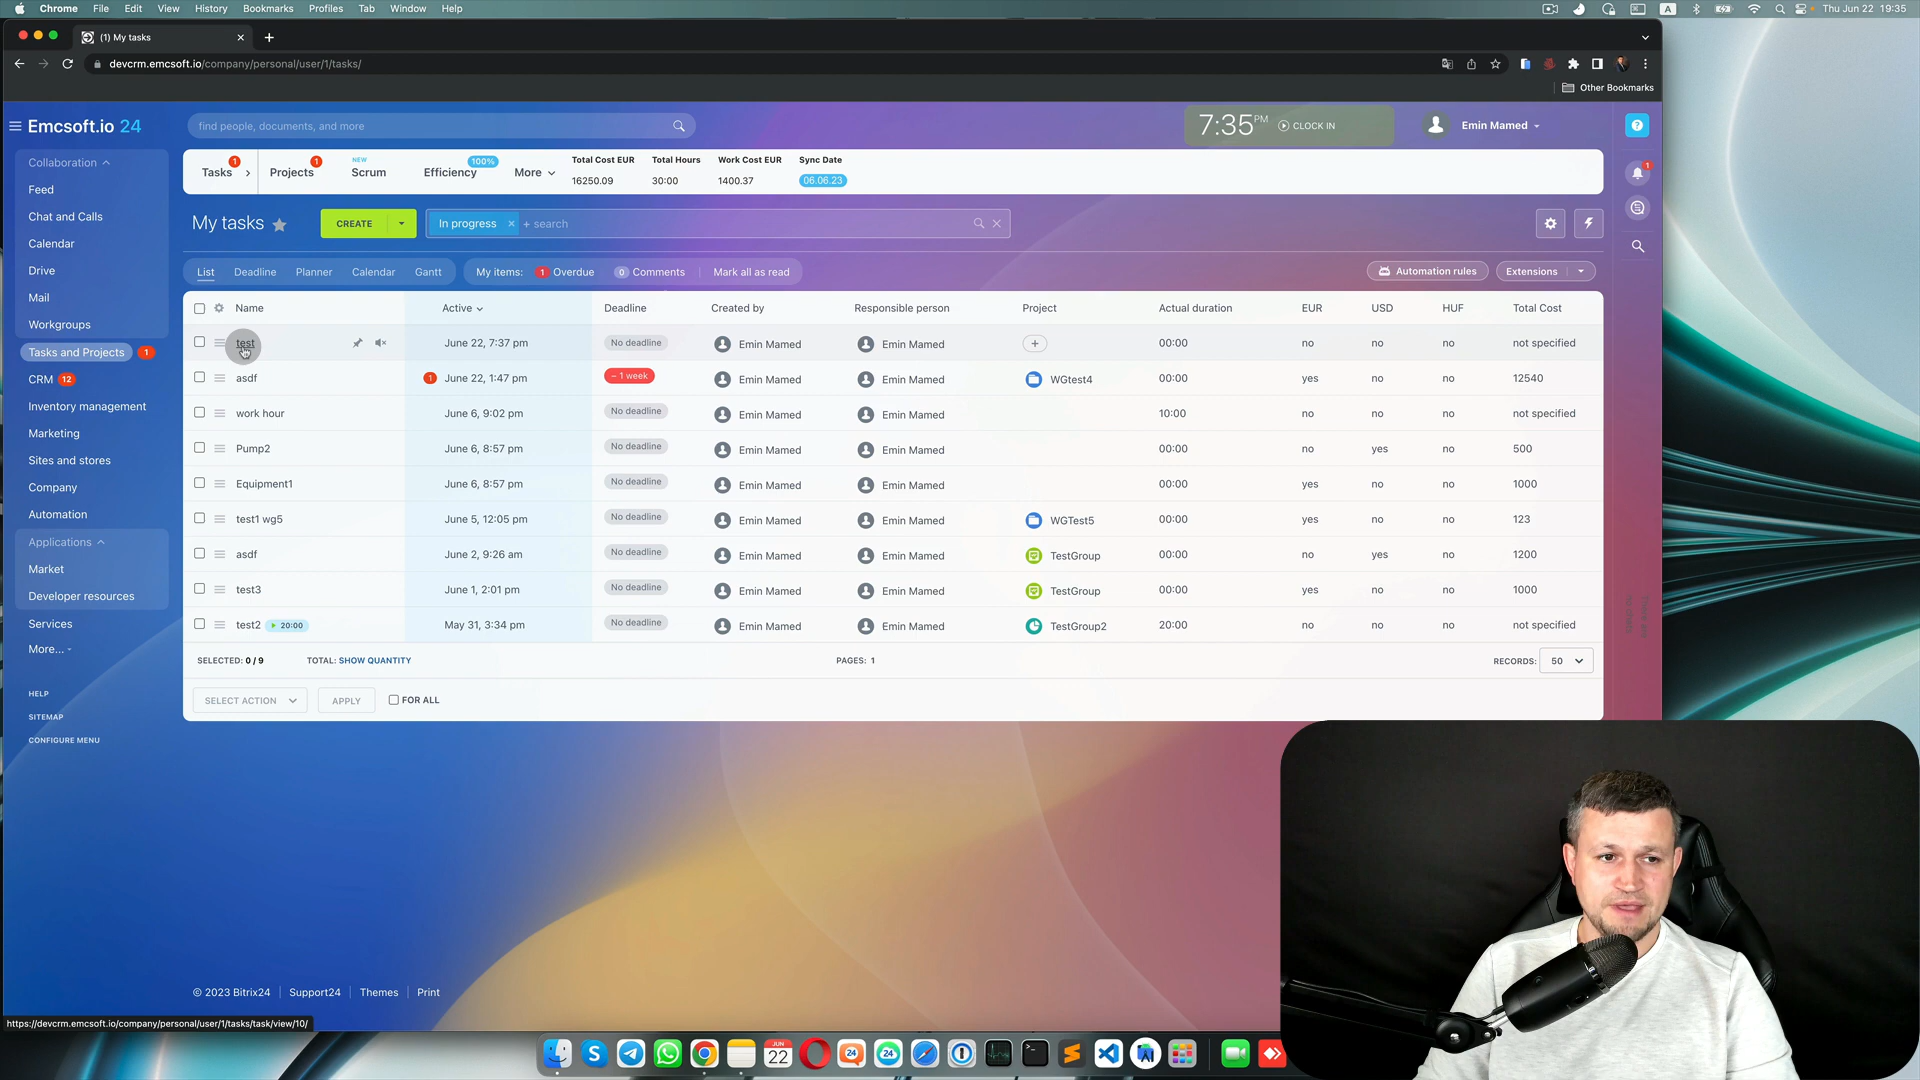 Chrome File Edit View History Bookmarks Profiles Tab Window Help
A
Thu Jun 22 19:35
(1) My tasks
devcrm.emcsoft.io/company/personal/user/1/tasks/
Other Bookmarks
Emcsoft.io 24
find people, documents, and more
7:35 PM CLOCK IN
Emin Mamed
Collaboration
Feed
Chat and Calls
Calendar
Drive
Mail
Workgroups
Tasks and Projects 1
CRM 12
Inventory management
Marketing
Sites and stores
Company
Automation
Applications
Market
Developer resources
Services
More...
HELP
SITEMAP
CONFIGURE MENU
Tasks 1
Projects 1
NEW
Scrum
Efficiency 100%
More
Total Cost EUR Total Hours Work Cost EUR Sync Date
16250.09 30:00 1400.37 06.06.23
1
My tasks CREATE In progress × + search
List Deadline Planner Calendar Gantt My items: 1 Overdue 0 Comments Mark all as read Automation rules Extensions
Name Active Deadline Created by Responsible person Project Actual duration EUR USD HUF Total Cost
test June 22, 7:37 pm No deadline Emin Mamed Emin Mamed + 00:00 no no no not specified
asdf 1 June 22, 1:47 pm − 1 week Emin Mamed Emin Mamed WGtest4 00:00 yes no no 12540
work hour June 6, 9:02 pm No deadline Emin Mamed Emin Mamed 10:00 no no no not specified
Pump2 June 6, 8:57 pm No deadline Emin Mamed Emin Mamed 00:00 no yes no 500
Equipment1 June 6, 8:57 pm No deadline Emin Mamed Emin Mamed 00:00 yes no no 1000
test1 wg5 June 5, 12:05 pm No deadline Emin Mamed Emin Mamed WGTest5 00:00 yes no no 123
asdf June 2, 9:26 am No deadline Emin Mamed Emin Mamed TestGroup 00:00 no yes no 1200
test3 June 1, 2:01 pm No deadline Emin Mamed Emin Mamed TestGroup 00:00 yes no no 1000
test2 20:00 May 31, 3:34 pm No deadline Emin Mamed Emin Mamed TestGroup2 20:00 no no no not specified
SELECTED: 0 / 9 TOTAL: SHOW QUANTITY PAGES: 1 RECORDS: 50
SELECT ACTION APPLY FOR ALL
© 2023 Bitrix24 Support24 Themes Print
https://devcrm.emcsoft.io/company/personal/user/1/tasks/task/view/10/
JUN
22
24
24